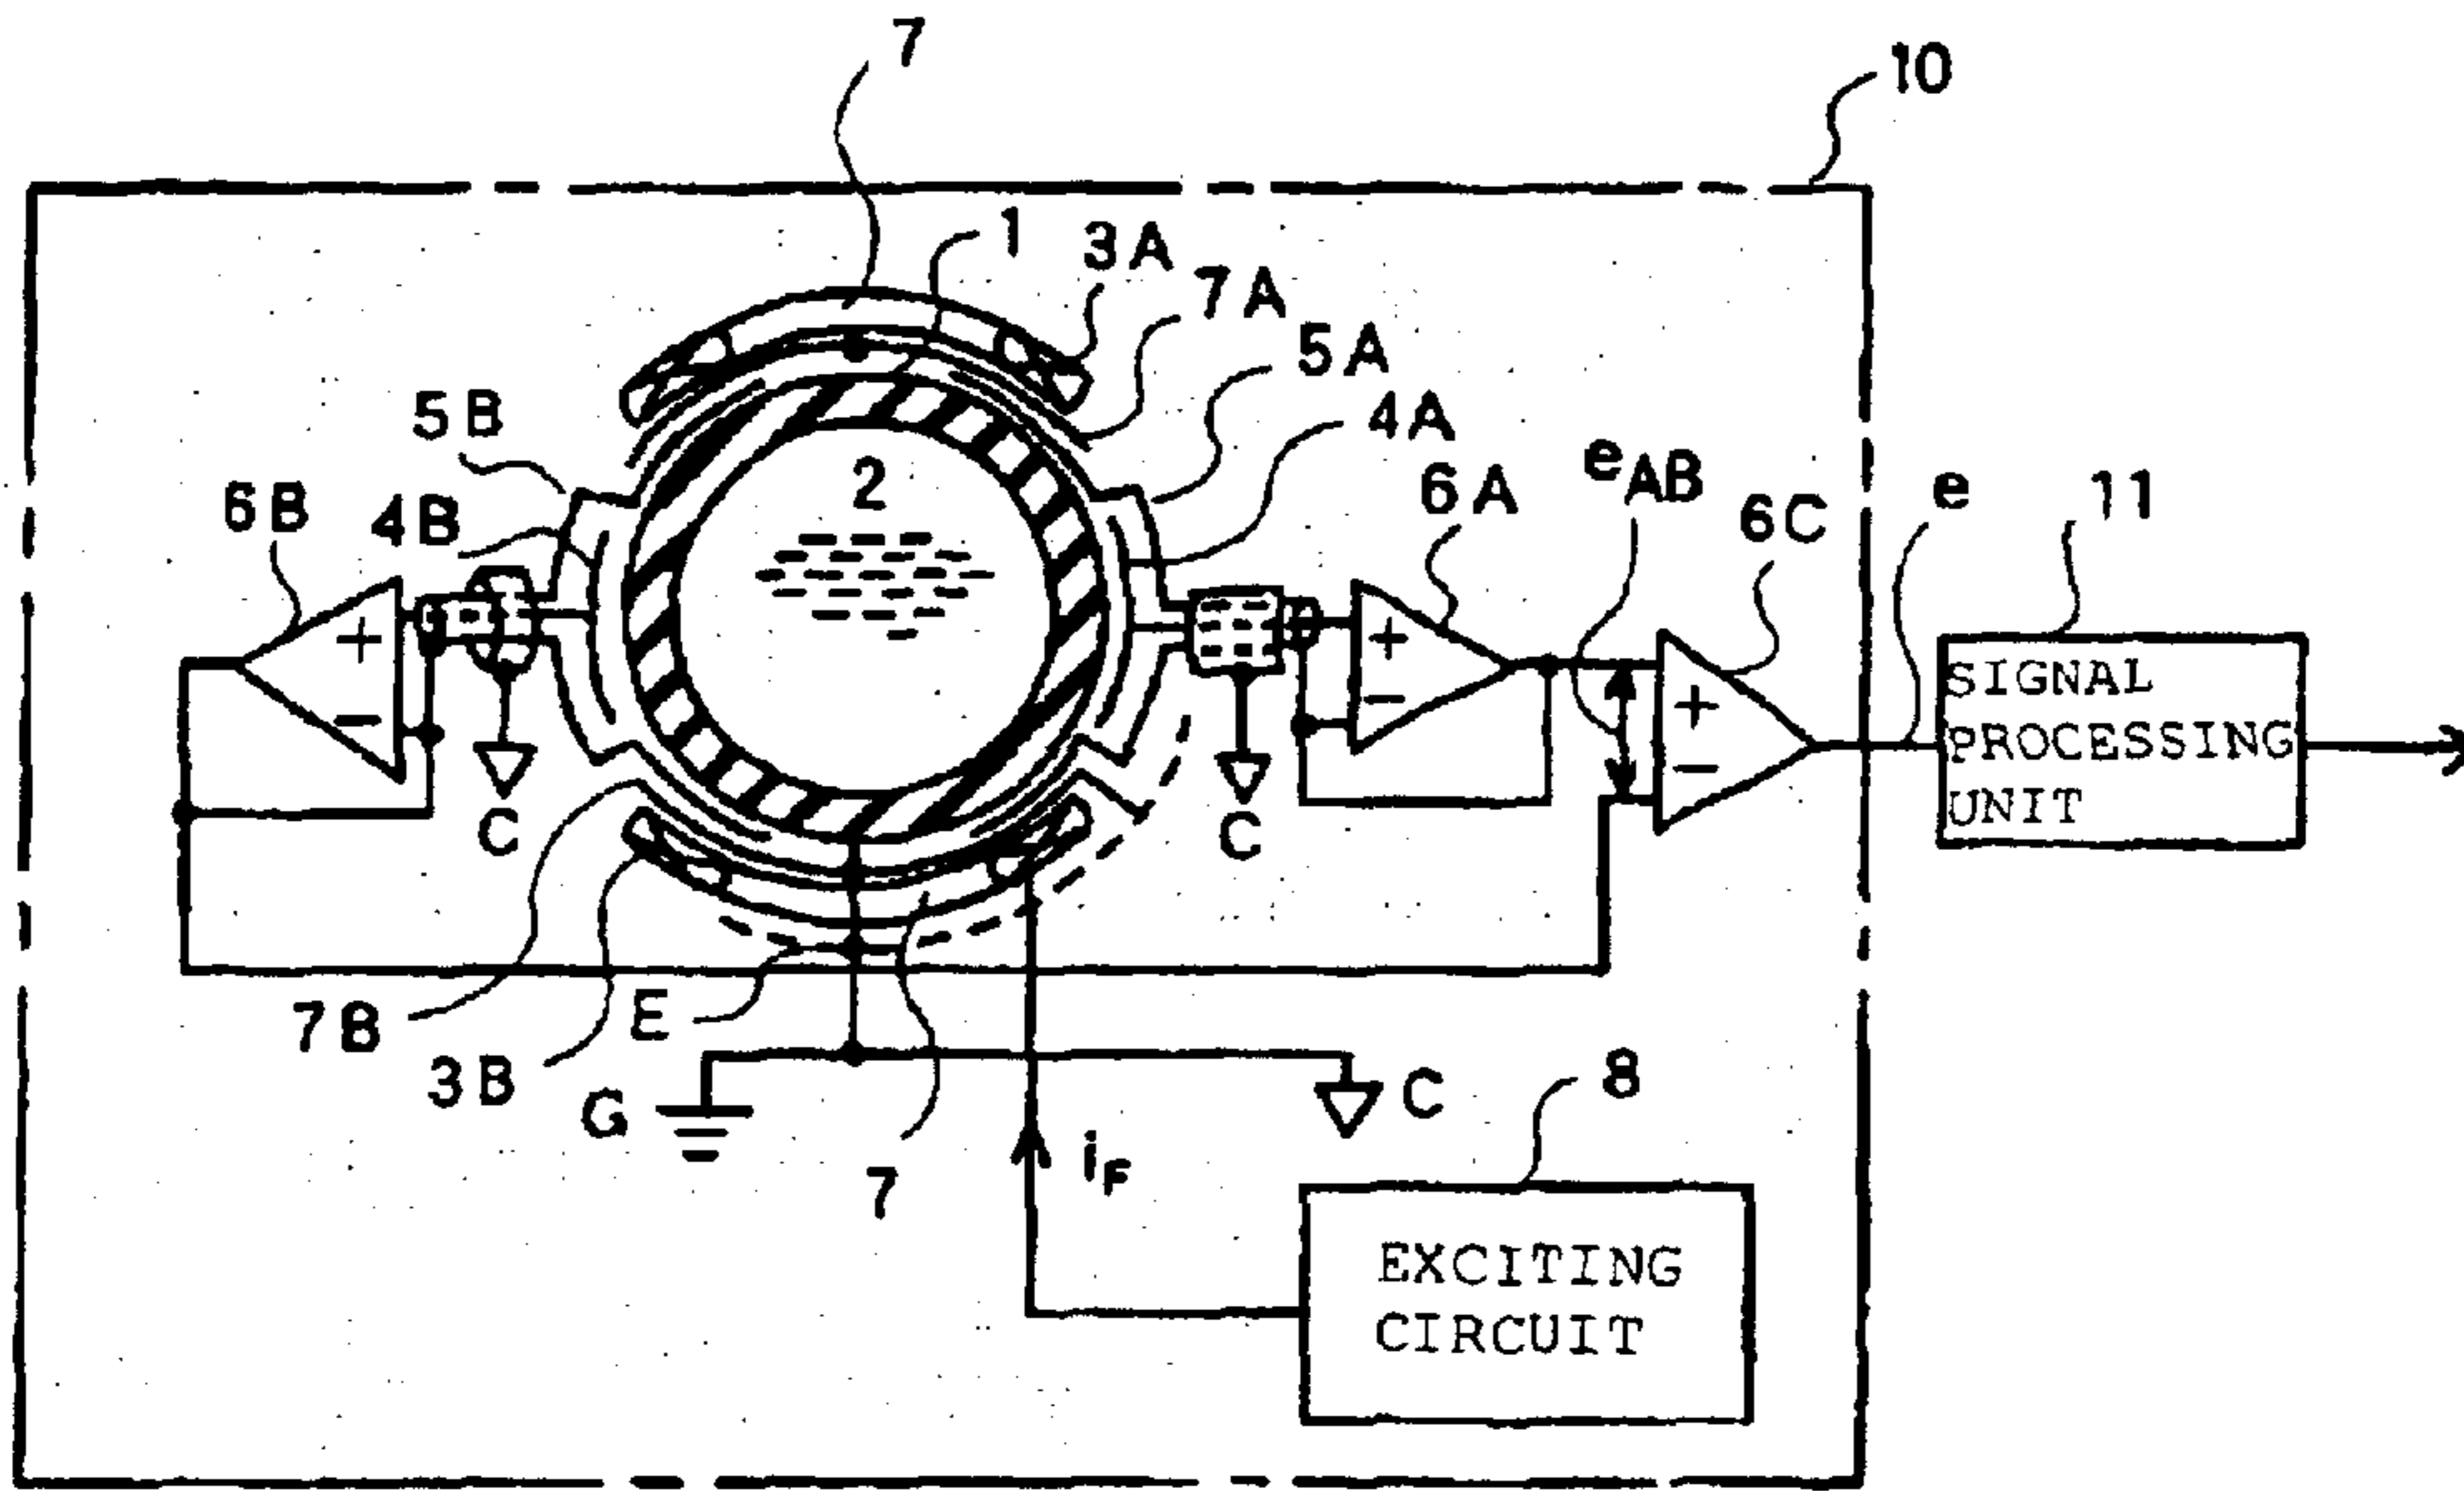 7
10
1
3A
7A
5A
5B
4A
2
eAB
6A
6B
4B
6C
e
11
+
+
+
−
−
−
SIGNAL
PROCESSING
UNIT
C
C
7B
E
3B
G
C
8
7
iF
EXCITING
CIRCUIT